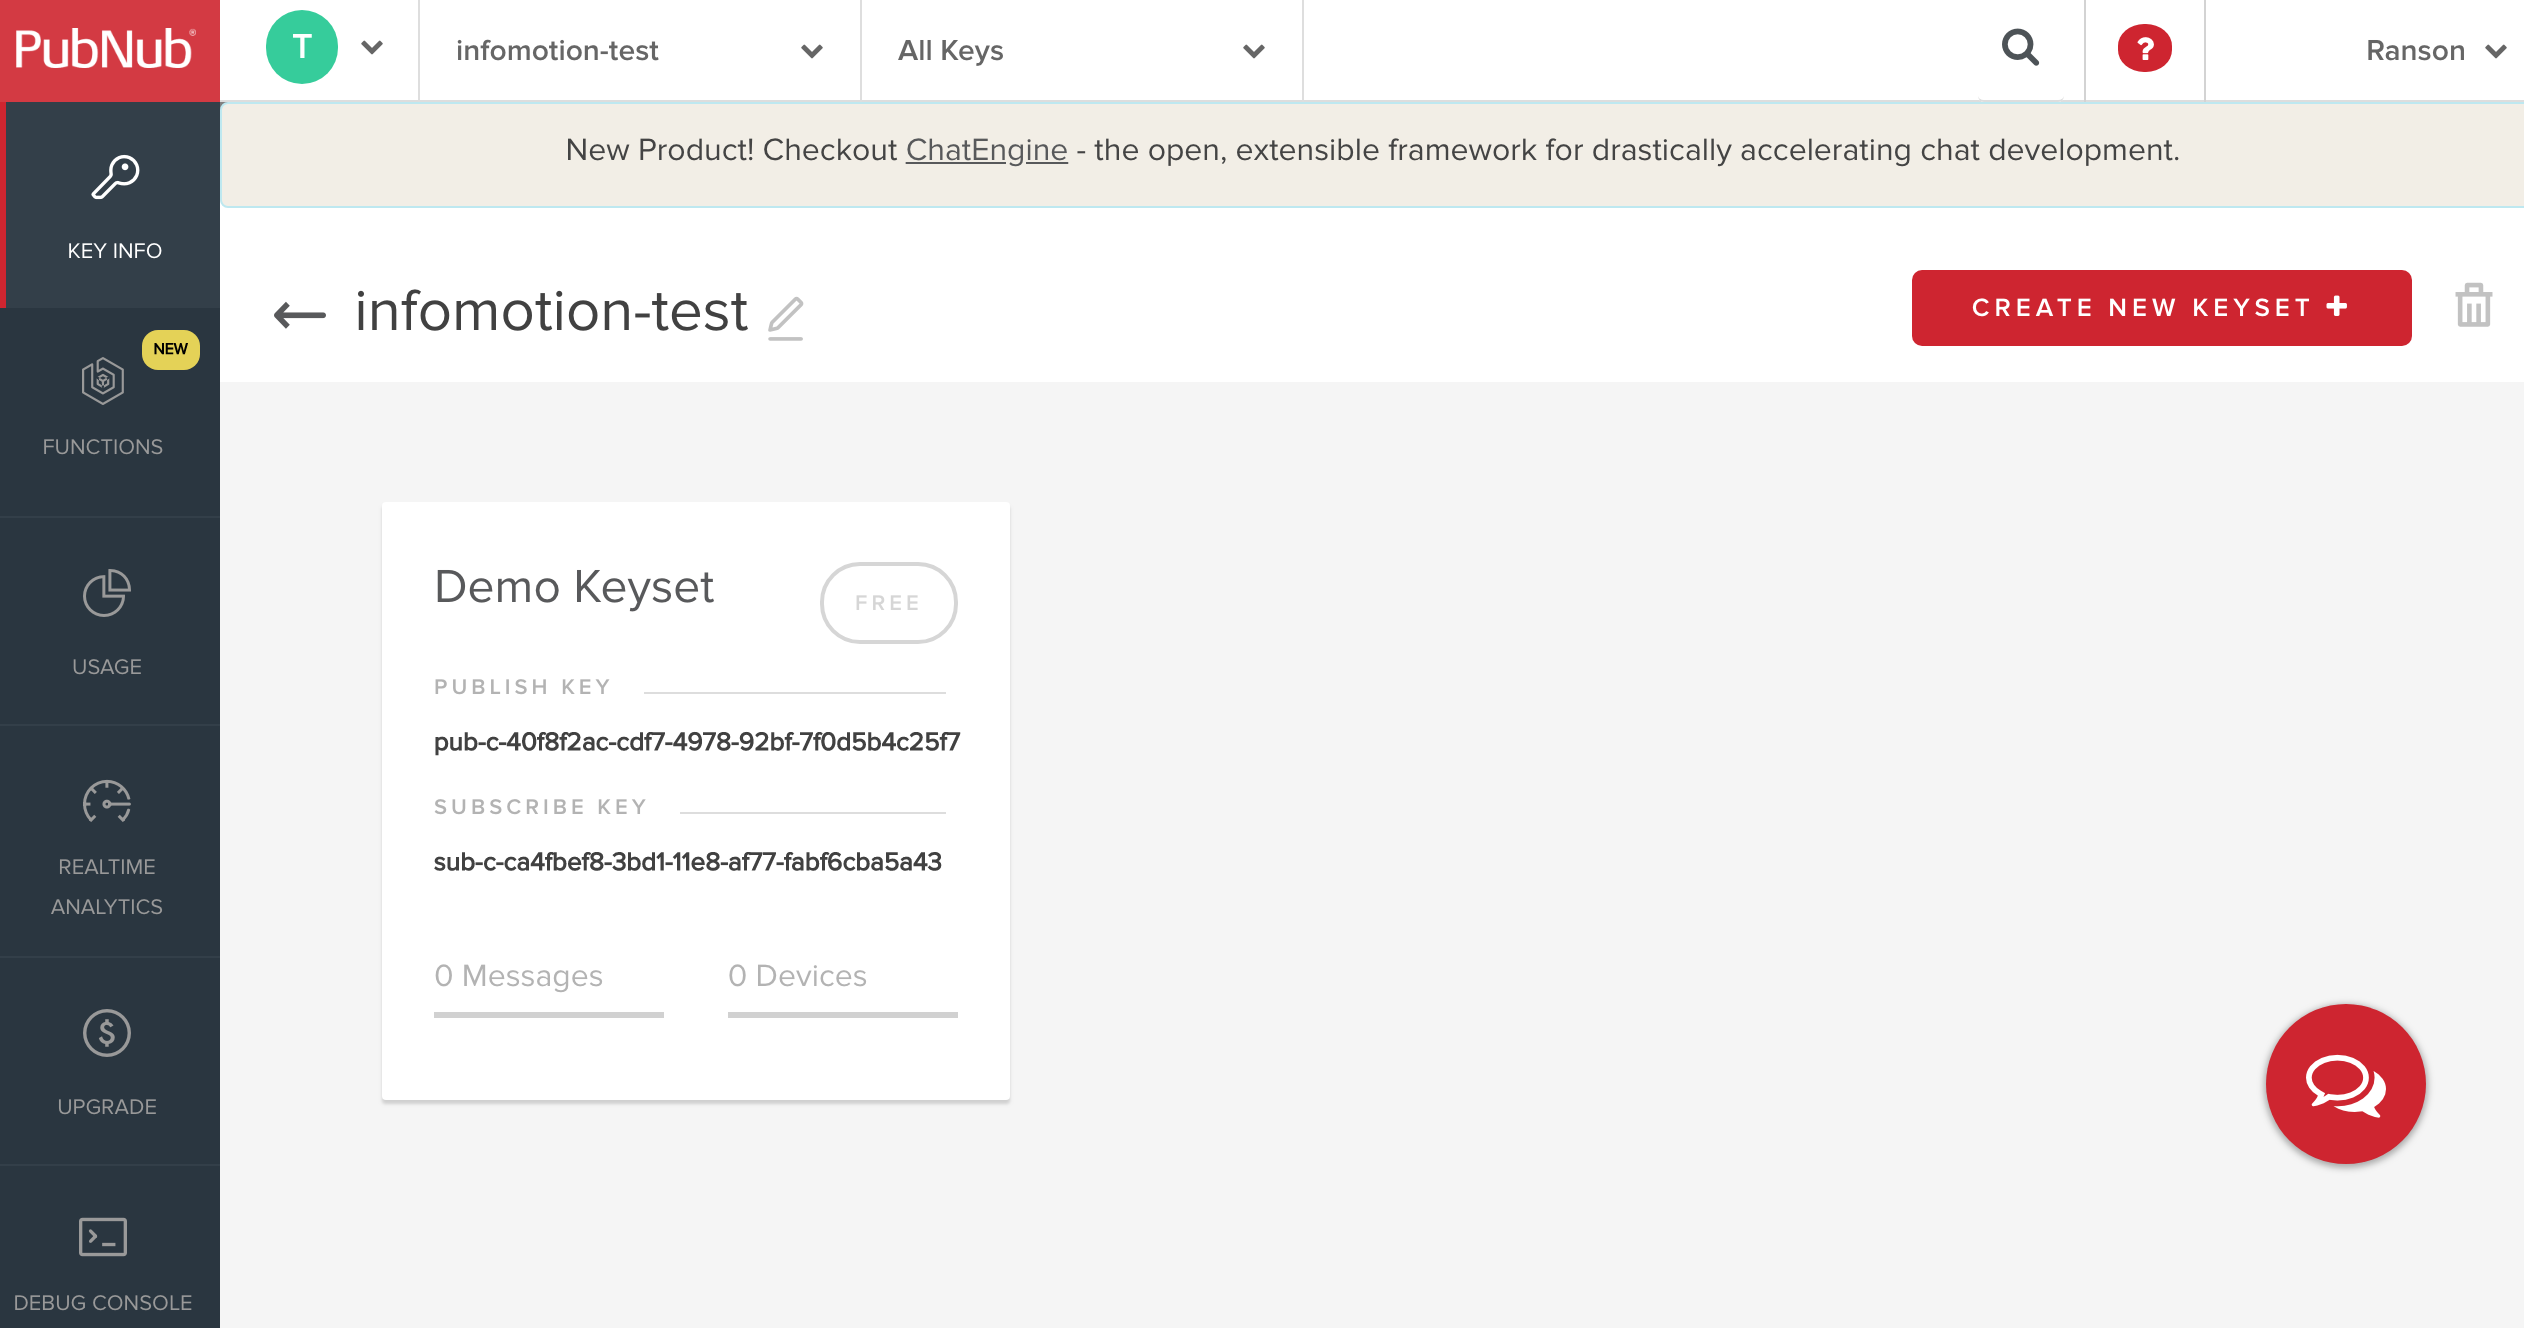 PubNub®
T
infomotion-test
All Keys
?
Ranson
New Product! Checkout ChatEngine - the open, extensible framework for drastically accelerating chat development.
KEY INFO
NEW
FUNCTIONS
USAGE
REALTIME
ANALYTICS
$
UPGRADE
DEBUG CONSOLE
infomotion-test
CREATE NEW KEYSET +
Demo Keyset
FREE
PUBLISH KEY
pub-c-40f8f2ac-cdf7-4978-92bf-7f0d5b4c25f7
SUBSCRIBE KEY
sub-c-ca4fbef8-3bd1-11e8-af77-fabf6cba5a43
0 Messages
0 Devices